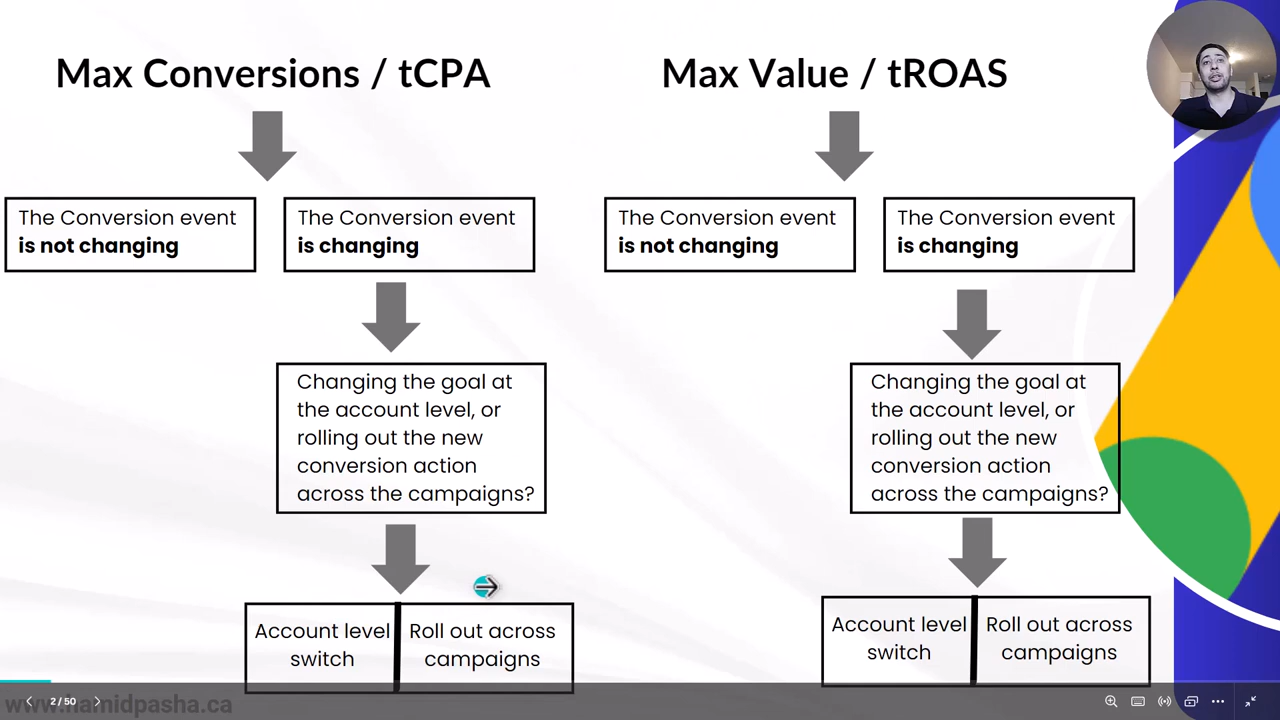 Max Conversions / tCPA
The Conversion event
is not changing
The Conversion event
is changing
Changing the goal at
the account level, or
rolling out the new
conversion action
across the campaigns?
Account level
switch
Roll out across
campaigns
Max Value / tROAS
The Conversion event
is not changing
The Conversion event
is changing
Changing the goal at
the account level, or
rolling out the new
conversion action
across the campaigns?
Account level
switch
Roll out across
campaigns
www.hamidpasha.ca
2 / 50